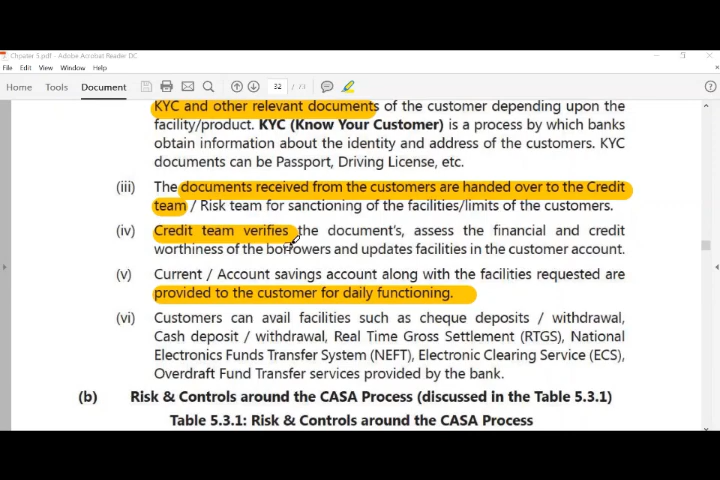 Chpater 5.pdf - Adobe Acrobat Reader DC
File Edit View Window Help
Home Tools Document 32 / 73
KYC and other relevant documents of the customer depending upon the
facility/product. KYC (Know Your Customer) is a process by which banks
obtain information about the identity and address of the customers. KYC
documents can be Passport, Driving License, etc.
(iii) The documents received from the customers are handed over to the Credit
team / Risk team for sanctioning of the facilities/limits of the customers.
(iv) Credit team verifies the document's, assess the financial and credit
worthiness of the borrowers and updates facilities in the customer account.
(v) Current / Account savings account along with the facilities requested are
provided to the customer for daily functioning.
(vi) Customers can avail facilities such as cheque deposits / withdrawal,
Cash deposit / withdrawal, Real Time Gross Settlement (RTGS), National
Electronics Funds Transfer System (NEFT), Electronic Clearing Service (ECS),
Overdraft Fund Transfer services provided by the bank.
(b) Risk & Controls around the CASA Process (discussed in the Table 5.3.1)
Table 5.3.1: Risk & Controls around the CASA Process